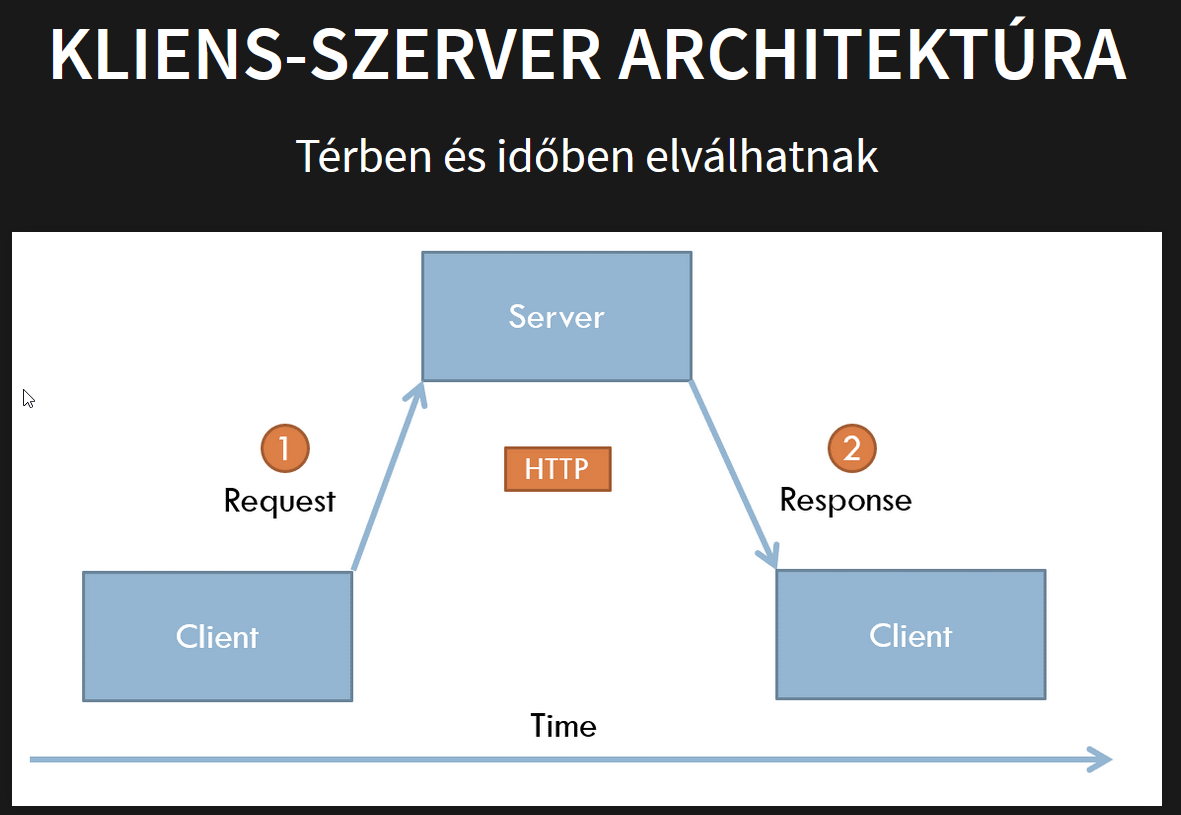 KLIENS-SZERVER ARCHITEKTÚRA
Térben és időben elválhatnak
Server
1
Request
HTTP
2
Response
Client
Client
Time